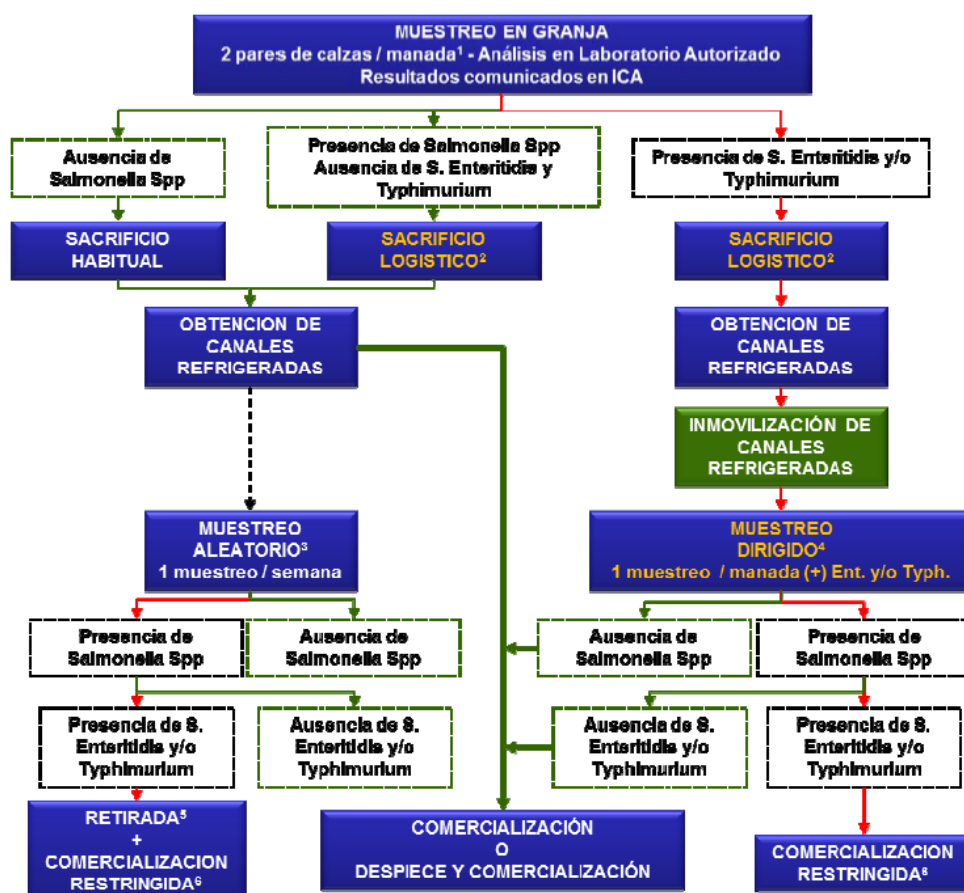 MUESTREO EN GRANJA
2 pares de calzas / manada¹ - Análisis en Laboratorio Autorizado
Resultados comunicados en ICA
Ausencia de
Salmonella Spp
Presencia de Salmonella Spp
Ausencia de S. Enteritidis y
Typhimurium
Presencia de S. Enteritidis y/o
Typhimurium
SACRIFICIO
HABITUAL
SACRIFICIO
LOGISTICO²
SACRIFICIO
LOGISTICO²
OBTENCION DE
CANALES
REFRIGERADAS
OBTENCION DE
CANALES
REFRIGERADAS
INMOVILIZACIÓN DE
CANALES
REFRIGERADAS
MUESTREO
ALEATORIO³
1 muestreo / semana
MUESTREO
DIRIGIDO⁴
1 muestreo / manada (+) Ent. y/o Typh.
Presencia de
Salmonella Spp
Ausencia de
Salmonella Spp
Ausencia de
Salmonella Spp
Presencia de
Salmonella Spp
Presencia de S.
Enteritidis y/o
Typhimurium
Ausencia de S.
Enteritidis y/o
Typhimurium
Ausencia de S.
Enteritidis y/o
Typhimurium
Presencia de S.
Enteritidis y/o
Typhimurium
RETIRADA⁵
+
COMERCIALIZACION
RESTRINGIDA⁶
COMERCIALIZACIÓN
O
DESPIECE Y COMERCIALIZACIÓN
COMERCIALIZACION
RESTRINGIDA⁶